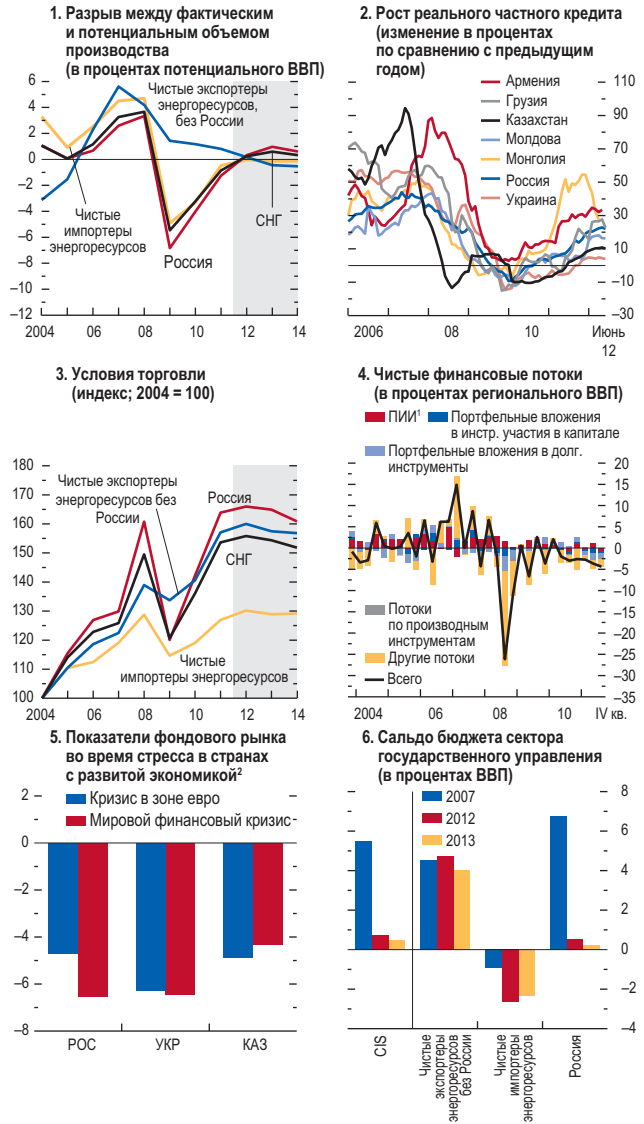 1. Разрыв между фактическим
и потенциальным объемом
производства
(в процентах потенциального ВВП)
6
4
2
0
–2
–4
–6
–8
–10
–12
Чистые экспортеры
энергоресурсов,
без России
Чистые
импортеры
энергоресурсов
СНГ
Россия
2004 06 08 10 12 14
2. Рост реального частного кредита
(изменение в процентах
по сравнению с предыдущим
годом)
Армения
Грузия
Казахстан
Молдова
Монголия
Россия
Украина
110
90
70
50
30
10
–10
–30
2006 08 10 Июнь
12
3. Условия торговли
(индекс; 2004 = 100)
180
170
160
150
140
130
120
110
100
Чистые экспортеры
энергоресурсов без
России
Россия
СНГ
Чистые
импортеры энергоресурсов
2004 06 08 10 12 14
4. Чистые финансовые потоки
(в процентах регионального ВВП)
ПИИ¹
Портфельные вложения
в инстр. участия в капитале
Портфельные вложения в долг.
инструменты
20
15
10
5
0
–5
–10
–15
–20
–25
–30
–35
Потоки
по производным
инструментам
Другие потоки
Всего
2004 06 08 10 IV кв.
5. Показатели фондового рынка
во время стресса в странах
с развитой экономикой²
Кризис в зоне евро
Мировой финансовый кризис
2
0
–2
–4
–6
–8
РОС УКР КАЗ
6. Сальдо бюджета сектора
государственного управления
(в процентах ВВП)
2007
2012
2013
8
6
4
2
0
–2
–4
CIS
Чистые
экспортеры
энергоресурсов
без России
Чистые
импортеры
энергоресурсов
Россия